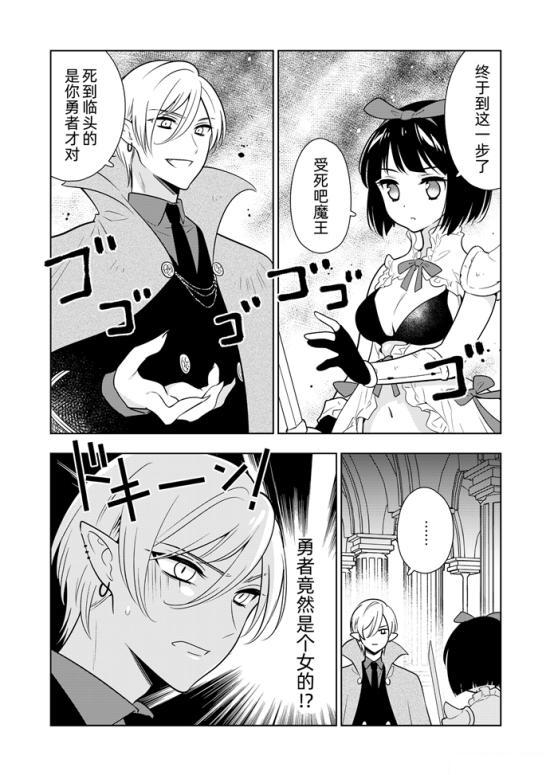 终于到这一步了
受死吧魔王
ゴゴ
ゴゴゴ
死到临头的
是你勇者才对
……
ドキーン!
勇者竟然是个女的!?